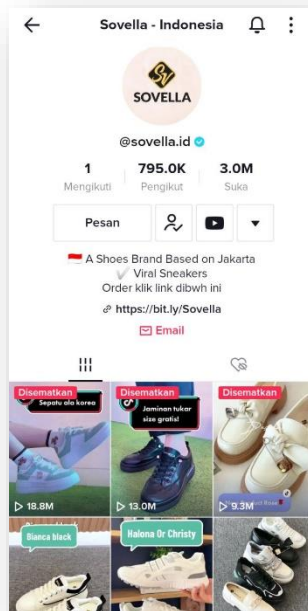 Sovella - Indonesia
SV
SOVELLA
@sovella.id
1 795.0K 3.0M
Mengikuti Pengikut Suka
Pesan
A Shoes Brand Based on Jakarta
Viral Sneakers
Order klik link dibwh ini
https://bit.ly/Sovella
Email
Disematkan Disematkan Disematkan
Sepatu ala korea
Jaminan tukar
size gratis!
18.8M 13.0M 9.3M
Bianca black
Halona Or Christy